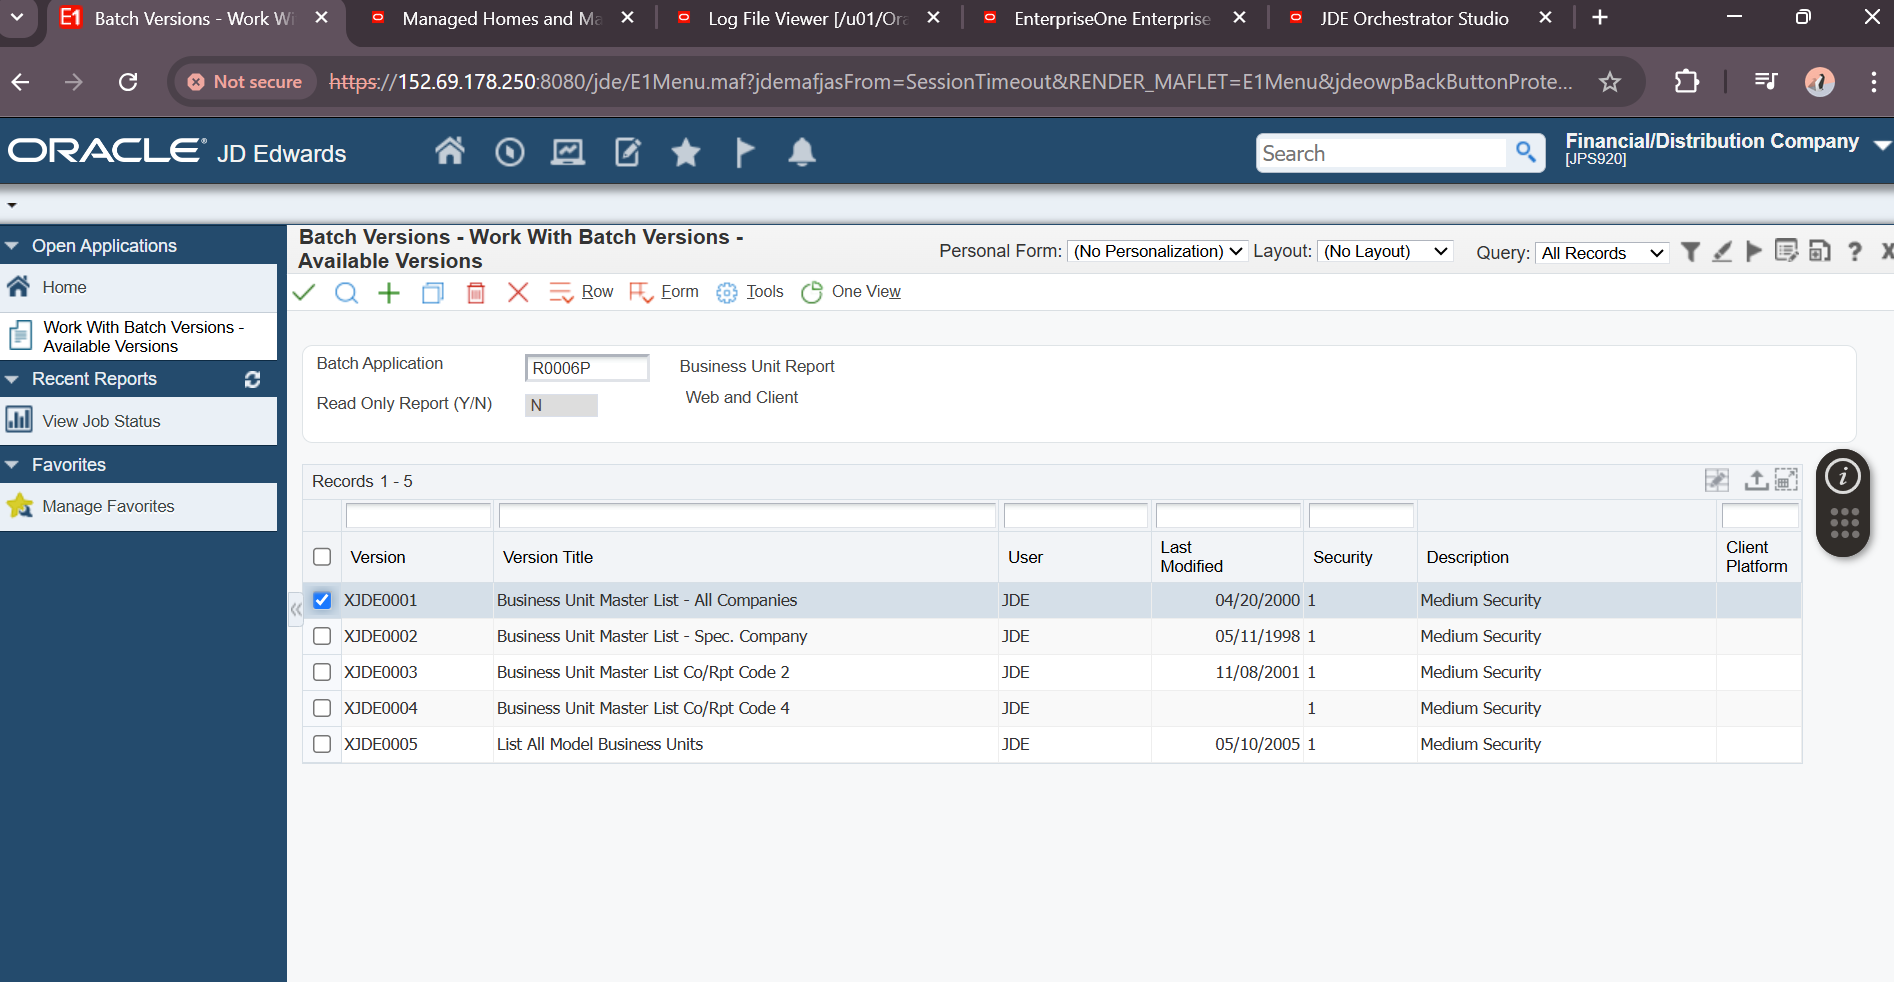 E1 Batch Versions - Work Wi
Managed Homes and Ma
Log File Viewer [/u01/Ora
EnterpriseOne Enterprise
JDE Orchestrator Studio
Not secure https://152.69.178.250:8080/jde/E1Menu.maf?jdemafjasFrom=SessionTimeout&RENDER_MAFLET=E1Menu&jdeowpBackButtonProte...
ORACLE® JD Edwards
Search
Financial/Distribution Company
[JPS920]
Open Applications
Home
Work With Batch Versions -
Available Versions
Recent Reports
View Job Status
Favorites
Manage Favorites
Batch Versions - Work With Batch Versions -
Available Versions
Personal Form: (No Personalization) Layout: (No Layout) Query: All Records
Row Form Tools One View
Batch Application R0006P Business Unit Report
Web and Client
Read Only Report (Y/N) N
Records 1 - 5
Version Version Title User Last Modified Security Description Client Platform
XJDE0001 Business Unit Master List - All Companies JDE 04/20/2000 1 Medium Security
XJDE0002 Business Unit Master List - Spec. Company JDE 05/11/1998 1 Medium Security
XJDE0003 Business Unit Master List Co/Rpt Code 2 JDE 11/08/2001 1 Medium Security
XJDE0004 Business Unit Master List Co/Rpt Code 4 JDE 1 Medium Security
XJDE0005 List All Model Business Units JDE 05/10/2005 1 Medium Security